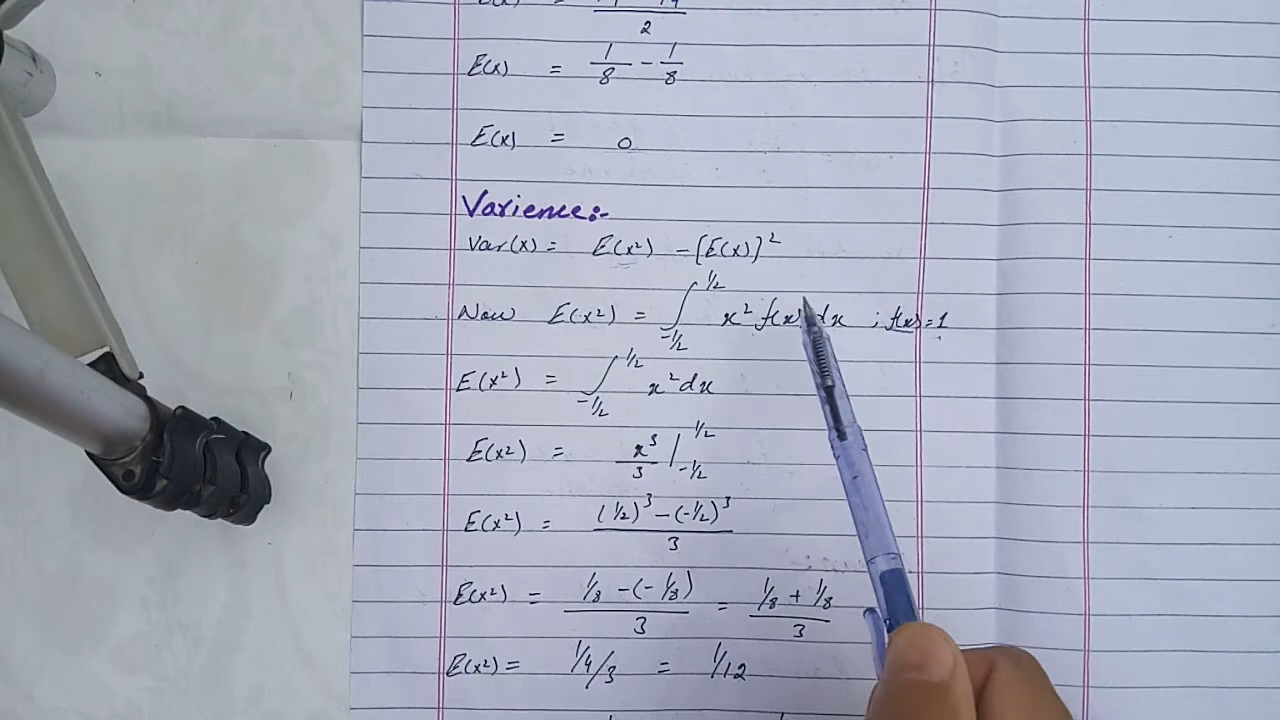 2
E(x) = 1/8 - 1/8
E(x) = 0
Varience:-
Var(x) = E(x²) - [E(x)]²
Now E(x²) = ∫_{-1/2}^{1/2} x² f(x) dx ; f(x) = 1
E(x²) = ∫_{-1/2}^{1/2} x² dx
E(x²) = x³/3 |_{-1/2}^{1/2}
E(x²) = (1/2)³ - (-1/2)³ / 3
E(x²) = 1/8 - (-1/8) / 3 = 1/8 + 1/8 / 3
E(x²) = 1/4/3 = 1/12